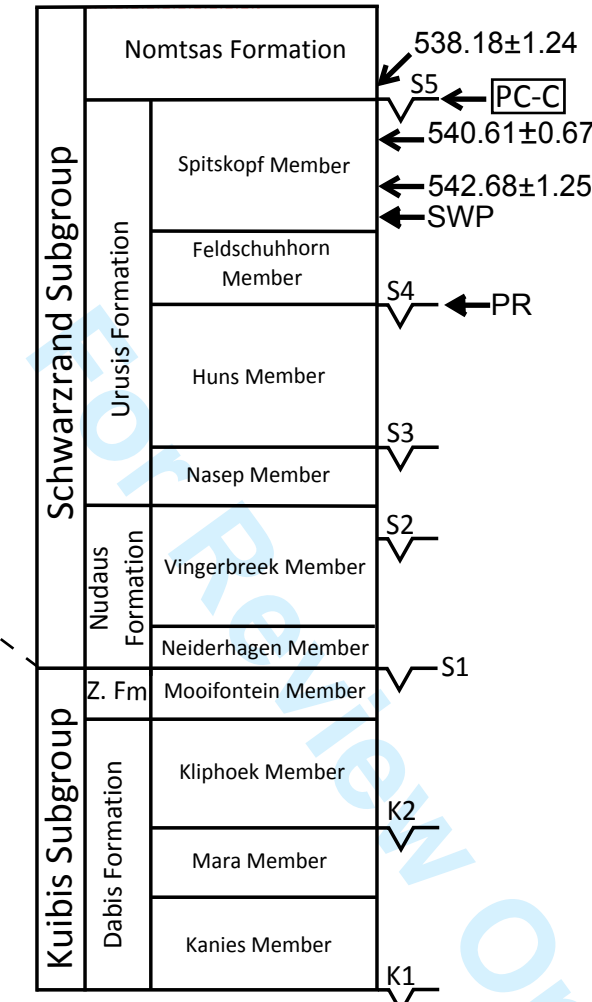 Nomtsas Formation
538.18±1.24
S5
PC-C
540.61±0.67
Spitskopf Member
542.68±1.25
SWP
Feldschuhhorn
Member
S4
PR
Huns Member
S3
Nasep Member
Urusis Formation
S2
Vingerbreek Member
Neiderhagen Member
Nudaus
Formation
Schwarzrand Subgroup
S1
Z. Fm
Mooifontein Member
Kliphoek Member
K2
Mara Member
Kanies Member
K1
Dabis Formation
Kuibis Subgroup
For Review On